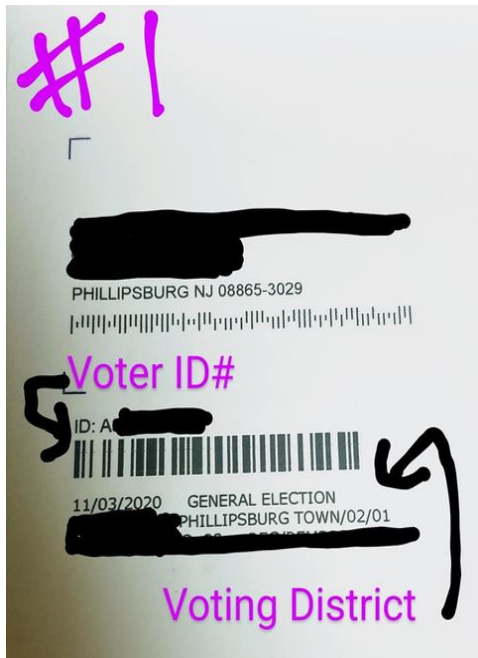 #1
PHILLIPSBURG NJ 08865-3029
Voter ID#
ID: A
11/03/2020 GENERAL ELECTION
PHILLIPSBURG TOWN/02/01
Voting District